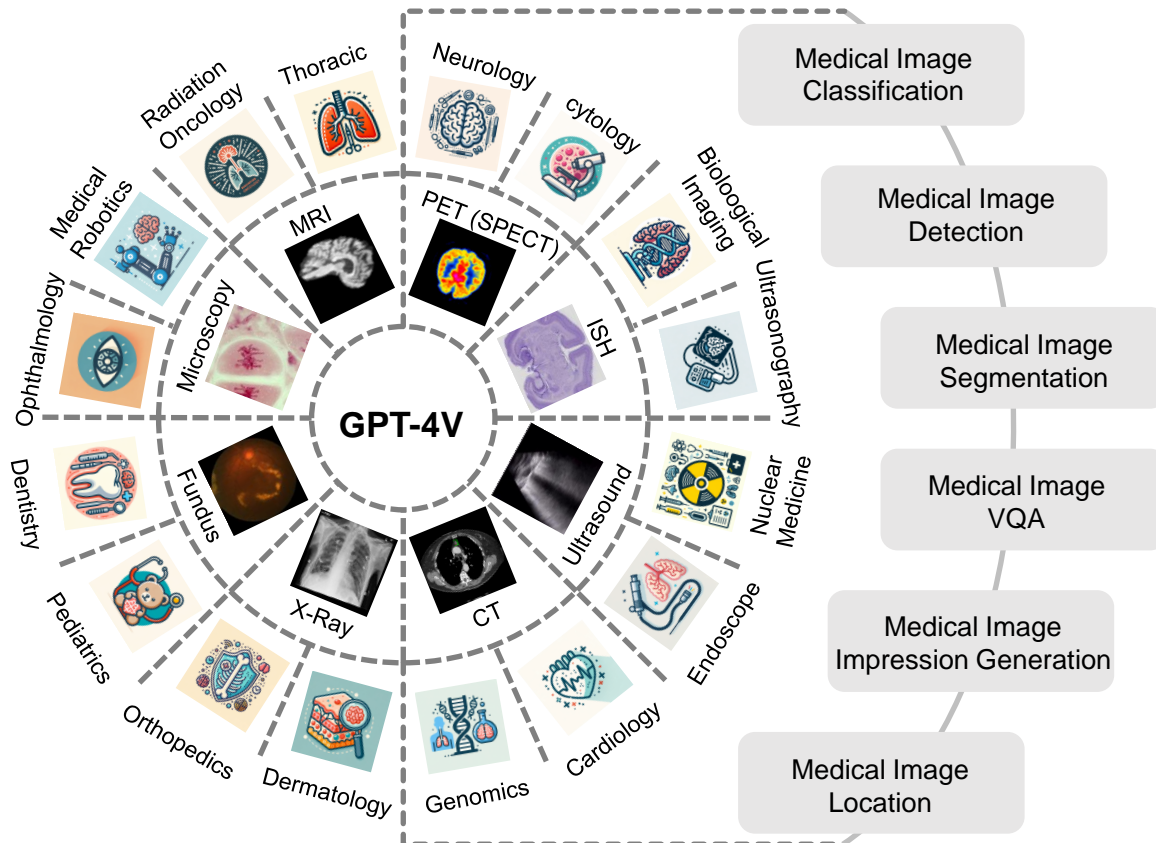 Thoracic
Neurology
Radiation
Oncology
cytology
Bioloogical
Imaging
Medical
Robotics
Ultrasonography
Ophthalmology
MRI
PET (SPECT)
Microscopy
ISH
GPT-4V
Fundus
Ultrasound
X-Ray
CT
Dentistry
Nuclear
Medicine
Pediatrics
Endoscope
Orthopedics
Cardiology
Dermatology
Genomics
Medical Image
Classification
Medical Image
Detection
Medical Image
Segmentation
Medical Image
VQA
Medical Image
Impression Generation
Medical Image
Location